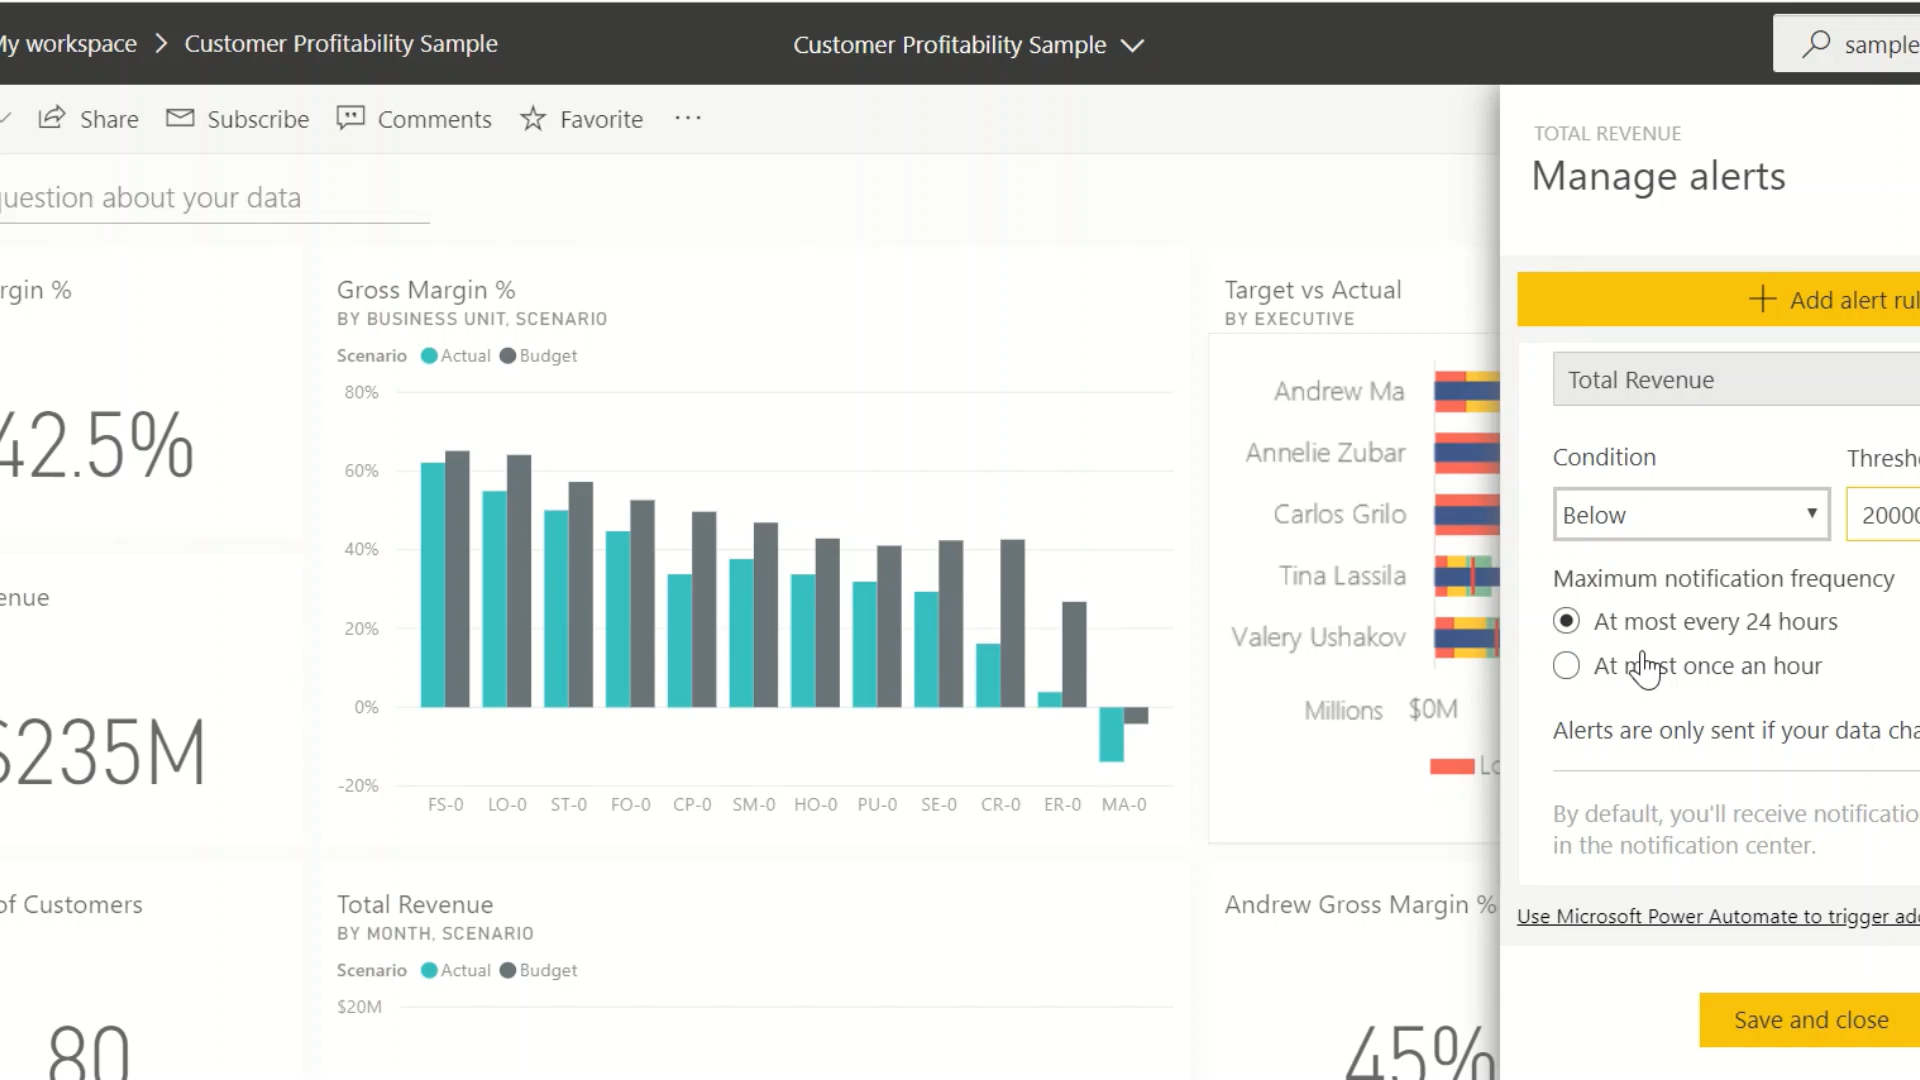 My workspace > Customer Profitability Sample
Customer Profitability Sample
sample
Share
Subscribe
Comments
Favorite
...
question about your data
rgin %
42.5%
enue
$235M
of Customers
80
Gross Margin %
BY BUSINESS UNIT, SCENARIO
Scenario Actual Budget
80%
60%
40%
20%
0%
-20%
FS-0 LO-0 ST-0 FO-0 CP-0 SM-0 HO-0 PU-0 SE-0 CR-0 ER-0 MA-0
Total Revenue
BY MONTH, SCENARIO
Scenario Actual Budget
$20M
Target vs Actual
BY EXECUTIVE
Andrew Ma
Annelie Zubar
Carlos Grilo
Tina Lassila
Valery Ushakov
Millions $0M
Lo
Andrew Gross Margin %
45%
TOTAL REVENUE
Manage alerts
+ Add alert rul
Total Revenue
Condition
Thresh
Below
20000
Maximum notification frequency
At most every 24 hours
At most once an hour
Alerts are only sent if your data cha
By default, you'll receive notificatio
in the notification center.
Use Microsoft Power Automate to trigger ad
Save and close